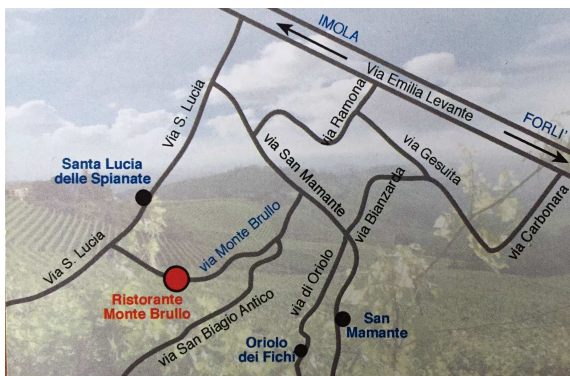 IMOLA
Via Emilia Levante
FORLI'
Via S. Lucia
via Ramona
via Gesuita
via San Mamante
Santa Lucia
delle Spianate
via Bianzarda
via Carbonara
via Monte Brullo
Via S. Lucia
via di Oriolo
Ristorante
Monte Brullo
via San Biagio Antico
San
Mamante
Oriolo
dei Fichi